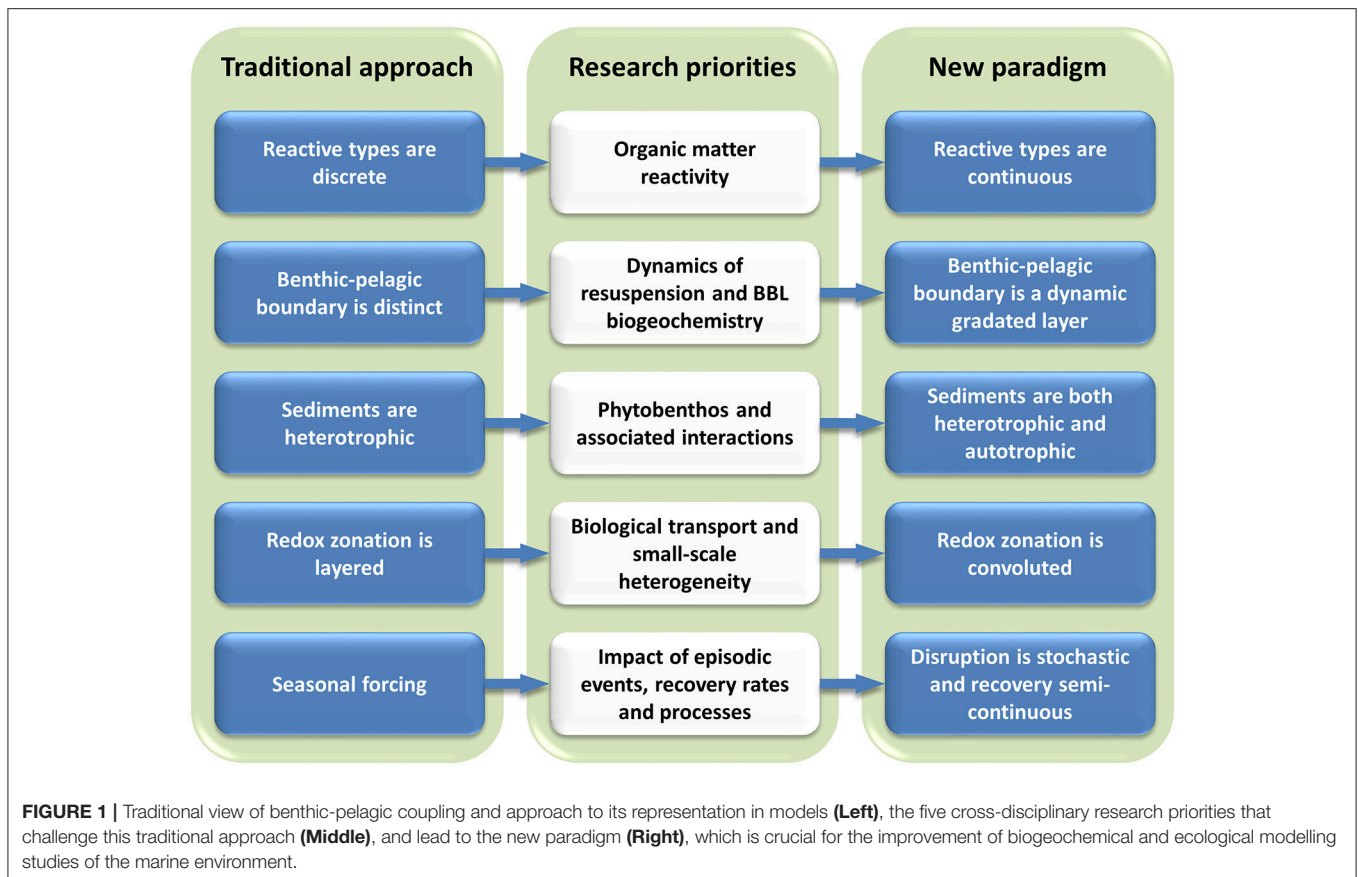 Traditional approach
Research priorities
New paradigm
Reactive types are
discrete
Organic matter
reactivity
Reactive types are
continuous
Benthic-pelagic
boundary is distinct
Dynamics of
resuspension and BBL
biogeochemistry
Benthic-pelagic
boundary is a dynamic
gradated layer
Sediments are
heterotrophic
Phytobenthos and
associated interactions
Sediments are both
heterotrophic and
autotrophic
Redox zonation is
layered
Biological transport and
small-scale
heterogeneity
Redox zonation is
convoluted
Seasonal forcing
Impact of episodic
events, recovery rates
and processes
Disruption is stochastic
and recovery semi-
continuous
FIGURE 1 | Traditional view of benthic-pelagic coupling and approach to its representation in models (Left), the five cross-disciplinary research priorities that
challenge this traditional approach (Middle), and lead to the new paradigm (Right), which is crucial for the improvement of biogeochemical and ecological modelling
studies of the marine environment.